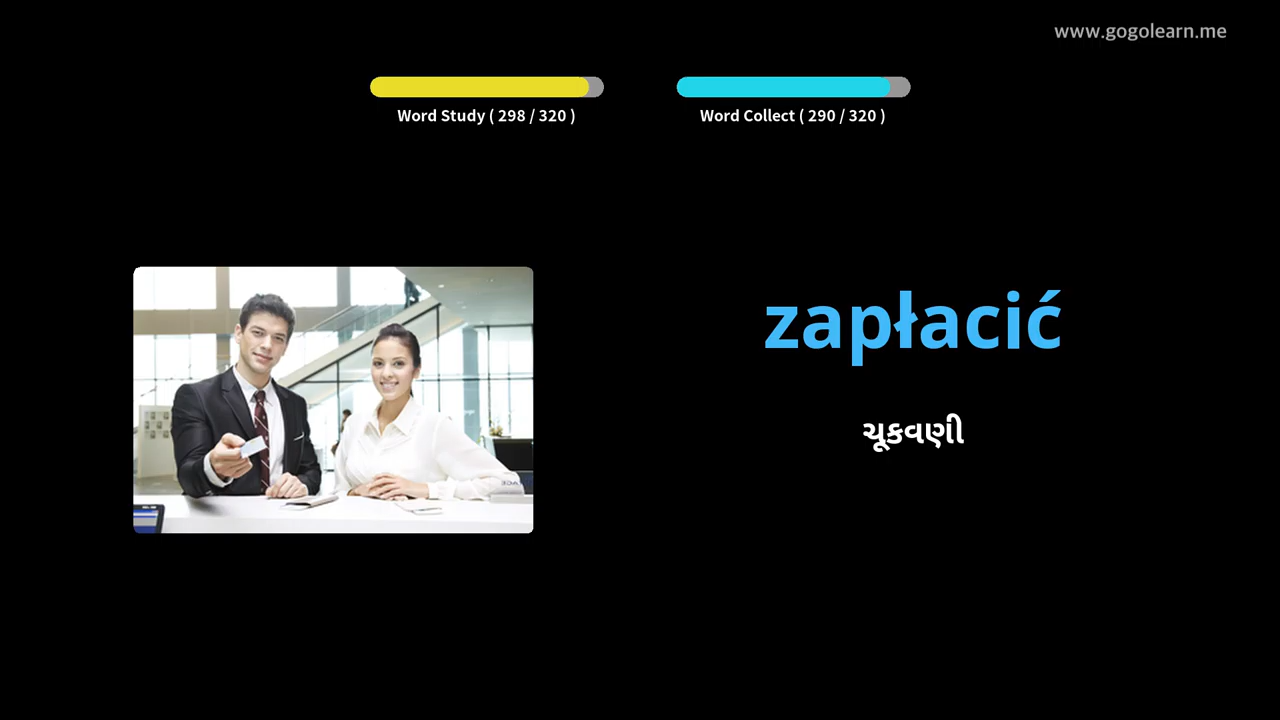 www.gogolearn.me
Word Study ( 298 / 320 )
Word Collect ( 290 / 320 )
zapłacić
ચૂકવણી